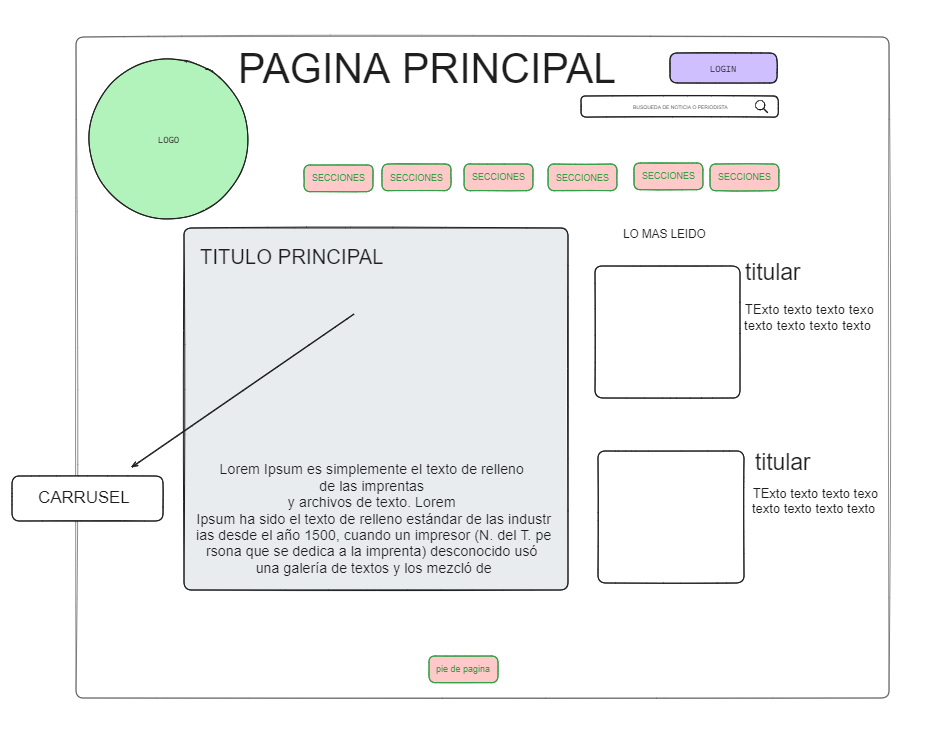 PAGINA PRINCIPAL
LOGIN
BUSQUEDA DE NOTICIA O PERIODISTA
LOGO
SECCIONES
SECCIONES
SECCIONES
SECCIONES
SECCIONES
SECCIONES
TITULO PRINCIPAL
Lorem Ipsum es simplemente el texto de relleno
de las imprentas
y archivos de texto. Lorem
Ipsum ha sido el texto de relleno estándar de las industr
ias desde el año 1500, cuando un impresor (N. del T. pe
rsona que se dedica a la imprenta) desconocido usó
una galería de textos y los mezcló de
CARRUSEL
LO MAS LEIDO
titular
TExto texto texto texo
texto texto texto texto
titular
TExto texto texto texo
texto texto texto texto
pie de pagina